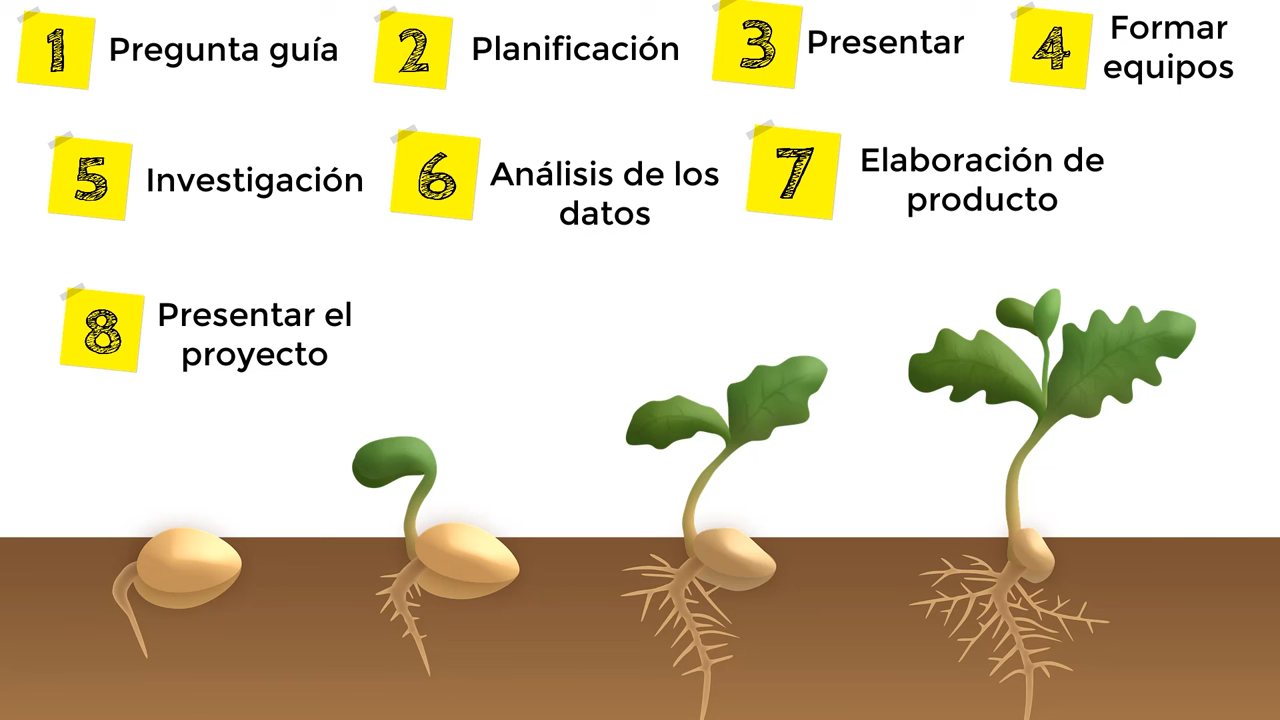 1 Pregunta guía
2 Planificación
3 Presentar
4 Formar
equipos
5 Investigación
6 Análisis de los
datos
7 Elaboración de
producto
8 Presentar el
proyecto